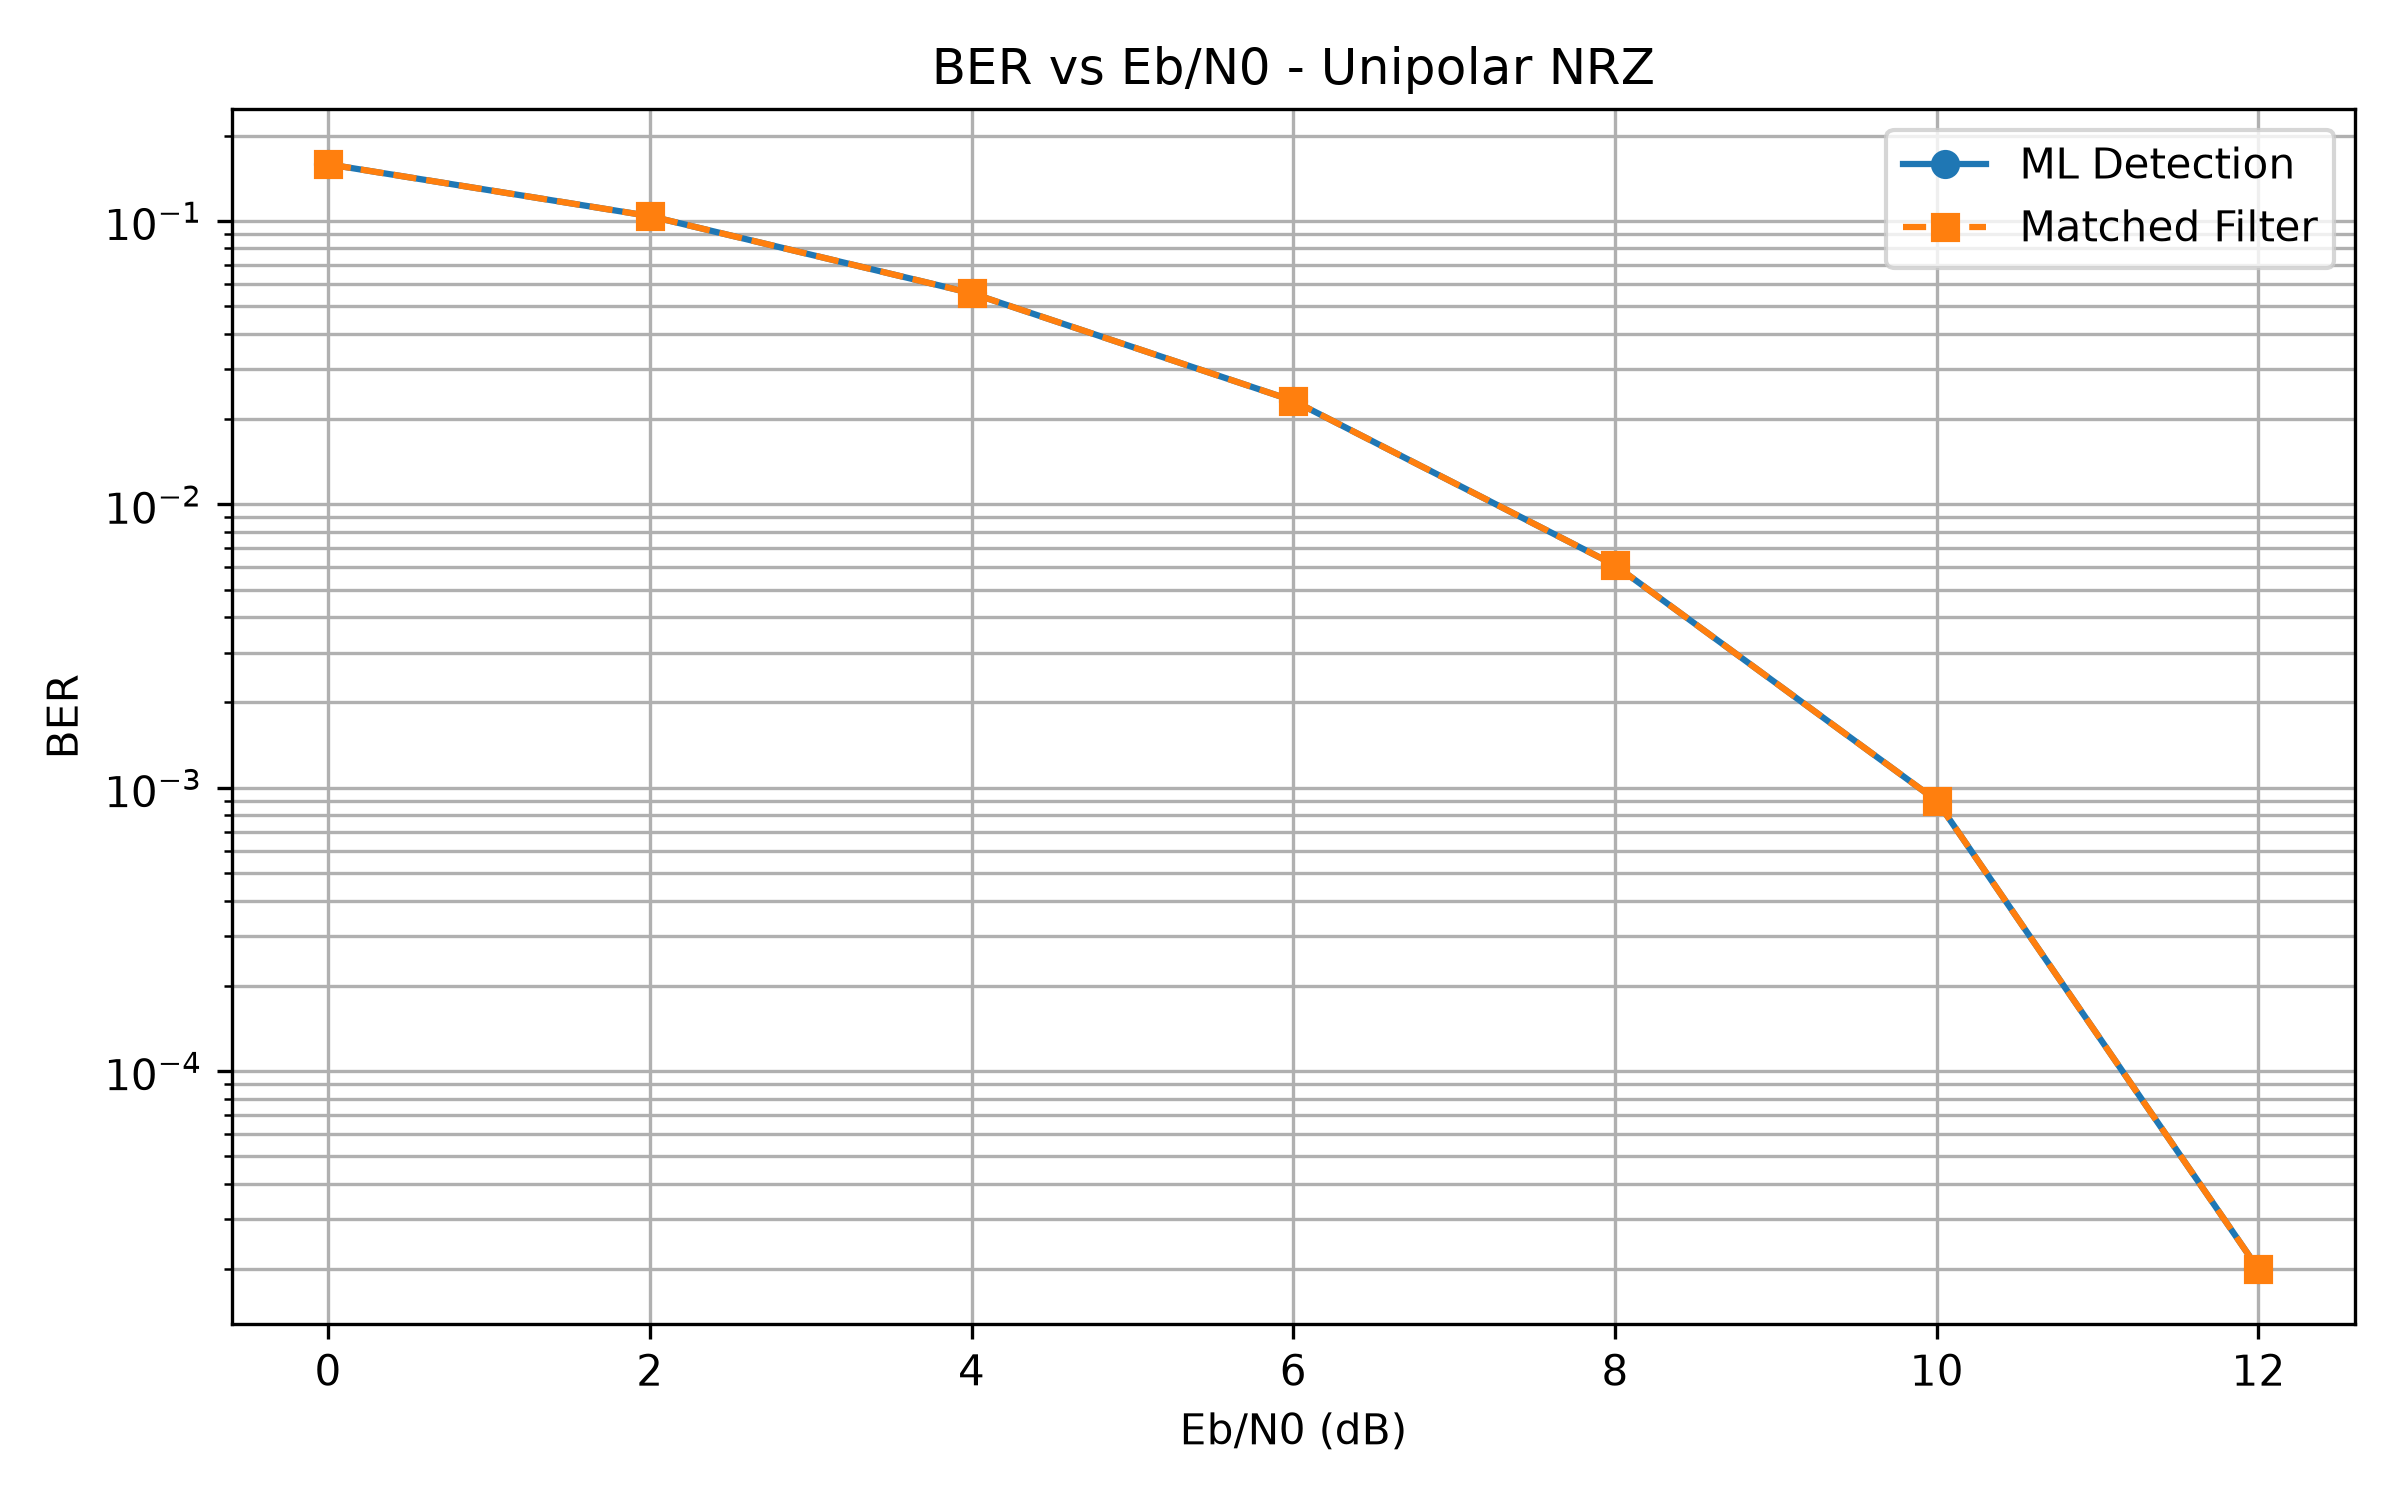 BER vs Eb/N0 - Unipolar NRZ
ML Detection
Matched Filter
10⁻¹
10⁻²
10⁻³
10⁻⁴
BER
0 2 4 6 8 10 12
Eb/N0 (dB)